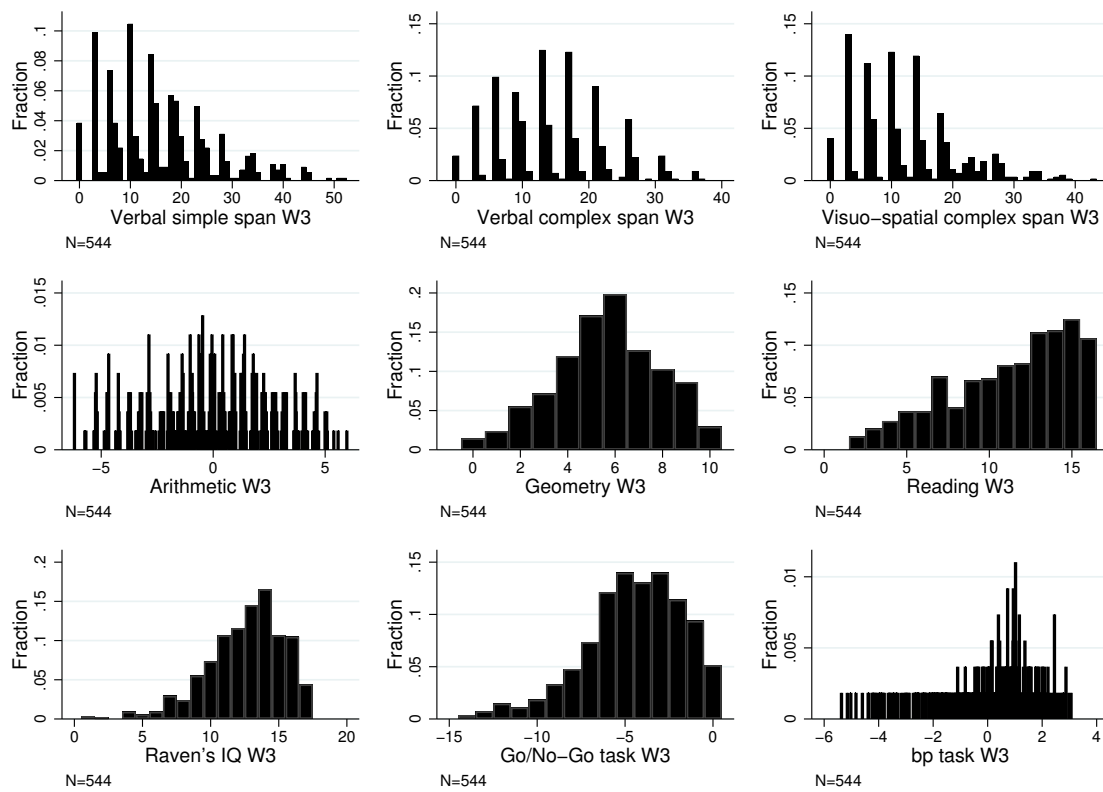 Fraction
0 .02 .04 .06 .08 .1
0 10 20 30 40 50
Verbal simple span W3
N=544
Fraction
0 .05 .1 .15
0 10 20 30 40
Verbal complex span W3
N=544
Fraction
0 .05 .1 .15
0 10 20 30 40
Visuo−spatial complex span W3
N=544
Fraction
0 .005 .01 .015
−5 0 5
Arithmetic W3
N=544
Fraction
0 .05 .1 .15 .2
0 2 4 6 8 10
Geometry W3
N=544
Fraction
0 .05 .1 .15
0 5 10 15
Reading W3
N=544
Fraction
0 .05 .1 .15 .2
0 5 10 15 20
Raven's IQ W3
N=544
Fraction
0 .05 .1 .15
−15 −10 −5 0
Go/No−Go task W3
N=544
Fraction
0 .005 .01
−6 −4 −2 0 2 4
bp task W3
N=544